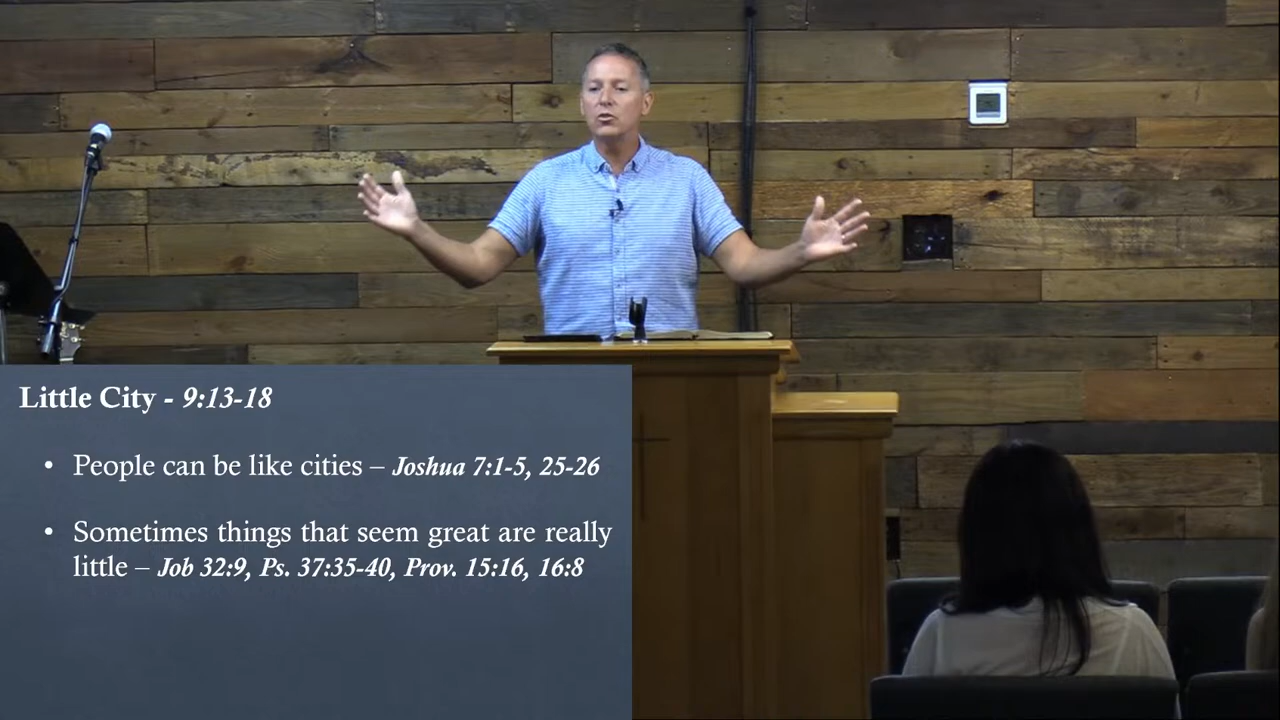 Little City - 9:13-18
• People can be like cities – Joshua 7:1-5, 25-26
• Sometimes things that seem great are really
little – Job 32:9, Ps. 37:35-40, Prov. 15:16, 16:8